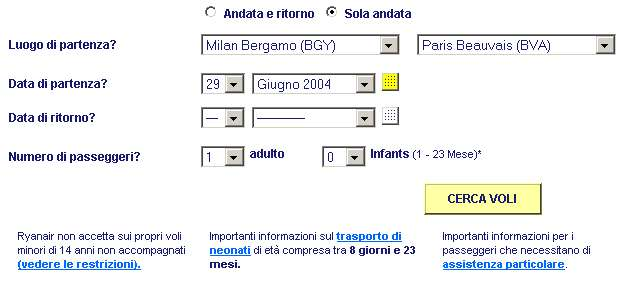 Andata e ritorno Sola andata
Luogo di partenza? Milan Bergamo (BGY) Paris Beauvais (BVA)
Data di partenza? 29 Giugno 2004
Data di ritorno? --- ----------
Numero di passeggeri? 1 adulto 0 Infants (1 - 23 Mese)*
CERCA VOLI
Ryanair non accetta sui propri voli
minori di 14 anni non accompagnati
(vedere le restrizioni).
Importanti informazioni sul trasporto di
neonati di età compresa tra 8 giorni e 23
mesi.
Importanti informazioni per i
passeggeri che necessitano di
assistenza particolare.